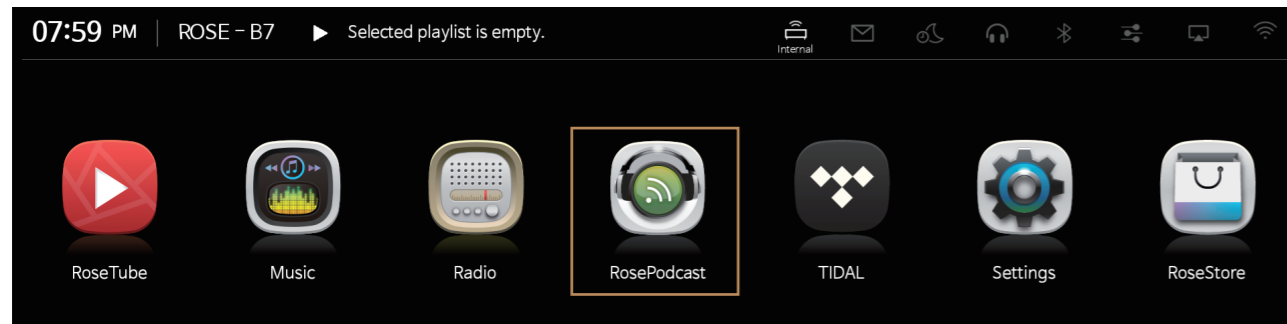 07:59 PM ROSE - B7 Selected playlist is empty.
Internal
RoseTube Music Radio RosePodcast TIDAL Settings RoseStore